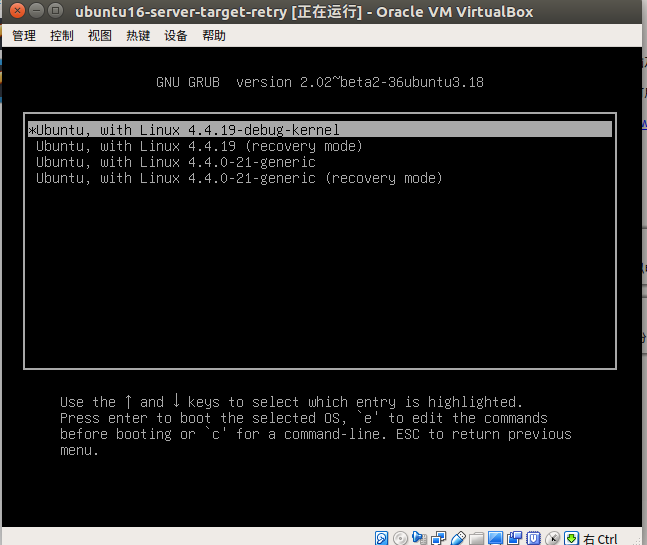 ubuntu16-server-target-retry [正在运行] - Oracle VM VirtualBox
管理 控制 视图 热键 设备 帮助
GNU GRUB version 2.02~beta2-36ubuntu3.18
*Ubuntu, with Linux 4.4.19-debug-kernel
Ubuntu, with Linux 4.4.19 (recovery mode)
Ubuntu, with Linux 4.4.0-21-generic
Ubuntu, with Linux 4.4.0-21-generic (recovery mode)
Use the ↑ and ↓ keys to select which entry is highlighted.
Press enter to boot the selected OS, `e' to edit the commands
before booting or `c' for a command-line. ESC to return previous
menu.
右 Ctrl